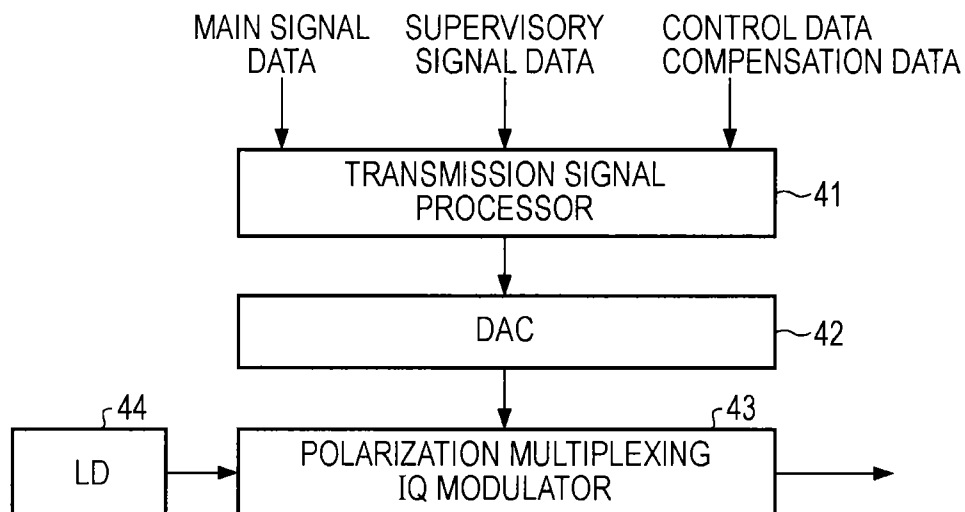 MAIN SIGNAL
DATA
SUPERVISORY
SIGNAL DATA
CONTROL DATA
COMPENSATION DATA
TRANSMISSION SIGNAL
PROCESSOR
41
DAC
42
44
43
LD
POLARIZATION MULTIPLEXING
IQ MODULATOR